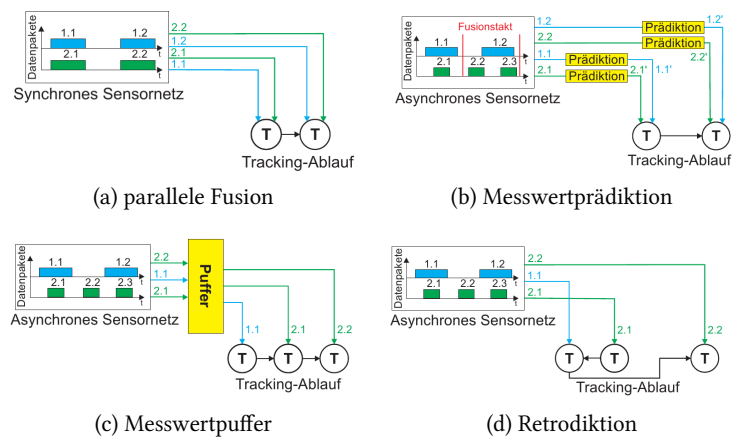 Datenpakete
1.1
1.2
t
2.1
2.2
t
2.2
1.2
2.1
1.1
Synchrones Sensornetz
T
T
Tracking-Ablauf
(a) parallele Fusion
Datenpakete
Fusionstakt
1.1
1.2
t
2.1
2.2
2.3
t
1.2
Prädiktion
1.2'
2.2
Prädiktion
2.2'
1.1
Prädiktion
1.1'
2.1
Prädiktion
2.1'
Asynchrones Sensornetz
T
T
Tracking-Ablauf
(b) Messwertprädiktion
Datenpakete
1.1
1.2
t
2.1
2.2
2.3
t
2.2
1.1
2.1
Puffer
Asynchrones Sensornetz
1.1
2.1
2.2
T
T
T
Tracking-Ablauf
(c) Messwertpuffer
Datenpakete
1.1
1.2
t
2.1
2.2
2.3
t
2.2
1.1
2.1
Asynchrones Sensornetz
2.1
2.2
T
T
T
Tracking-Ablauf
(d) Retrodiktion